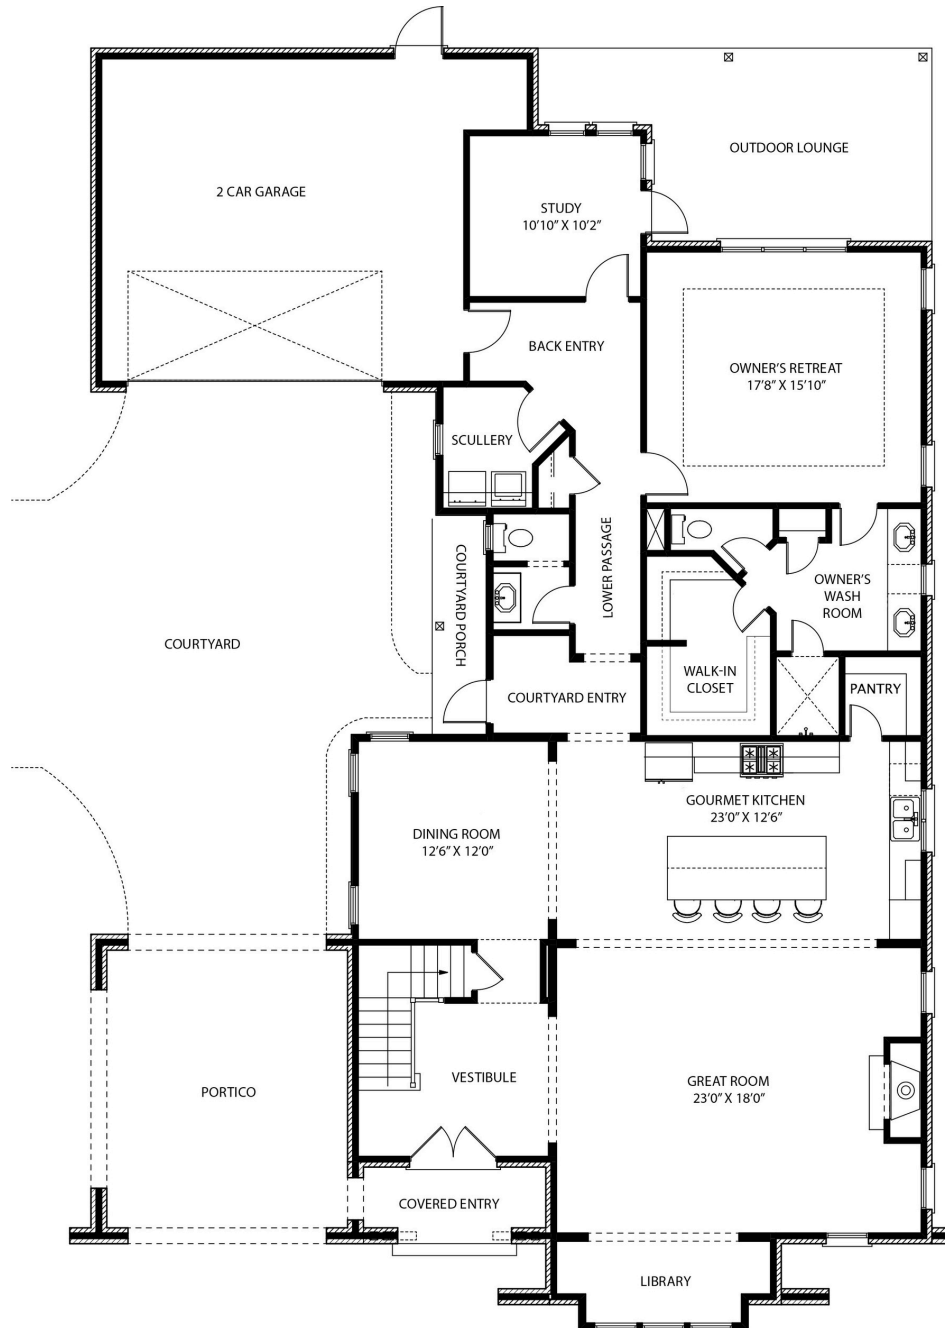 OUTDOOR LOUNGE
2 CAR GARAGE
STUDY
10'10" X 10'2"
BACK ENTRY
OWNER'S RETREAT
17'8" X 15'10"
SCULLERY
COURTYARD PORCH
LOWER PASSAGE
OWNER'S
WASH
ROOM
COURTYARD
WALK-IN
CLOSET
PANTRY
COURTYARD ENTRY
GOURMET KITCHEN
23'0" X 12'6"
DINING ROOM
12'6" X 12'0"
VESTIBULE
GREAT ROOM
23'0" X 18'0"
PORTICO
COVERED ENTRY
LIBRARY